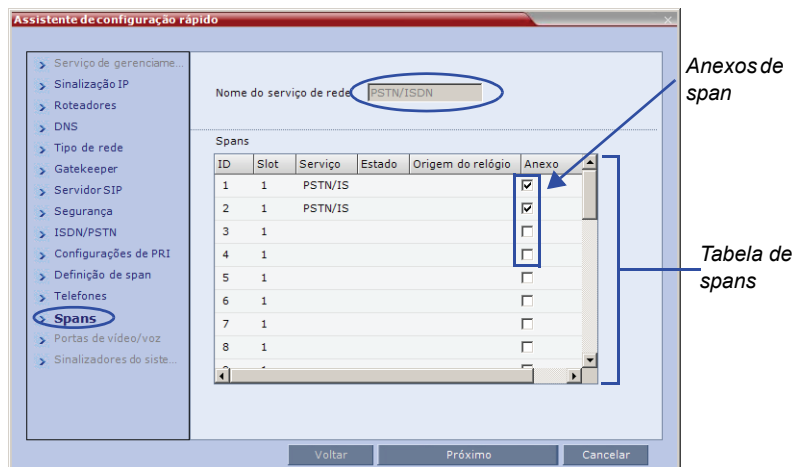 Assistente de configuração rápido
Serviço de gerenciame...
Sinalização IP
Roteadores
DNS
Tipo de rede
Gatekeeper
Servidor SIP
Segurança
ISDN/PSTN
Configurações de PRI
Definição de span
Telefones
Spans
Portas de vídeo/voz
Sinalizadores do siste...
Nome do serviço de rede PSTN/ISDN
Spans
ID Slot Serviço Estado Origem do relógio Anexo
1 1 PSTN/IS
2 1 PSTN/IS
3 1
4 1
5 1
6 1
7 1
8 1
Voltar Próximo Cancelar
Anexos de
span
Tabela de
spans